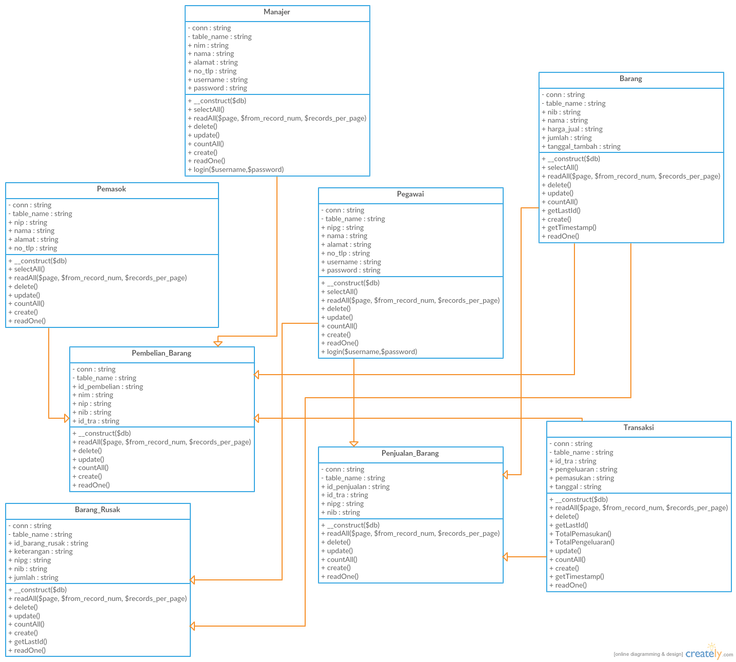 Manajer
- conn : string
- table_name : string
+ nim : string
+ nama : string
+ alamat : string
+ no_tlp : string
+ username : string
+ password : string
+ __construct($db)
+ selectAll()
+ readAll($page, $from_record_num, $records_per_page)
+ delete()
+ update()
+ countAll()
+ create()
+ readOne()
+ login($username,$password)
Barang
- conn : string
- table_name : string
+ nib : string
+ nama : string
+ harga_jual : string
+ jumlah : string
+ tanggal_tambah : string
+ __construct($db)
+ selectAll()
+ readAll($page, $from_record_num, $records_per_page)
+ delete()
+ update()
+ countAll()
+ getLastId()
+ create()
+ getTimestamp()
+ readOne()
Pemasok
- conn : string
- table_name : string
+ nip : string
+ nama : string
+ alamat : string
+ no_tlp : string
+ __construct($db)
+ selectAll()
+ readAll($page, $from_record_num, $records_per_page)
+ delete()
+ update()
+ countAll()
+ create()
+ readOne()
Pegawai
- conn : string
- table_name : string
+ nipg : string
+ nama : string
+ alamat : string
+ no_tlp : string
+ username : string
+ password : string
+ __construct($db)
+ selectAll()
+ readAll($page, $from_record_num, $records_per_page)
+ delete()
+ update()
+ countAll()
+ create()
+ readOne()
+ login($username,$password)
Pembelian_Barang
- conn : string
- table_name : string
+ id_pembelian : string
+ nim : string
+ nip : string
+ nib : string
+ id_tra : string
+ __construct($db)
+ readAll($page, $from_record_num, $records_per_page)
+ delete()
+ update()
+ countAll()
+ create()
+ readOne()
Penjualan_Barang
- conn : string
- table_name : string
+ id_penjualan : string
+ id_tra : string
+ nipg : string
+ nib : string
+ __construct($db)
+ readAll($page, $from_record_num, $records_per_page)
+ delete()
+ update()
+ countAll()
+ create()
+ readOne()
Transaksi
- conn : string
- table_name : string
+ id_tra : string
+ pengeluaran : string
+ pemasukan : string
+ tanggal : string
+ __construct($db)
+ readAll($page, $from_record_num, $records_per_page)
+ delete()
+ getLastId()
+ TotalPemasukan()
+ TotalPengeluaran()
+ update()
+ countAll()
+ create()
+ getTimestamp()
+ readOne()
Barang_Rusak
- conn : string
- table_name : string
+ id_barang_rusak : string
+ keterangan : string
+ nipg : string
+ nib : string
+ jumlah : string
+ __construct($db)
+ readAll($page, $from_record_num, $records_per_page)
+ delete()
+ update()
+ countAll()
+ create()
+ getLastId()
+ readOne()
[online diagramming & design] creately.com